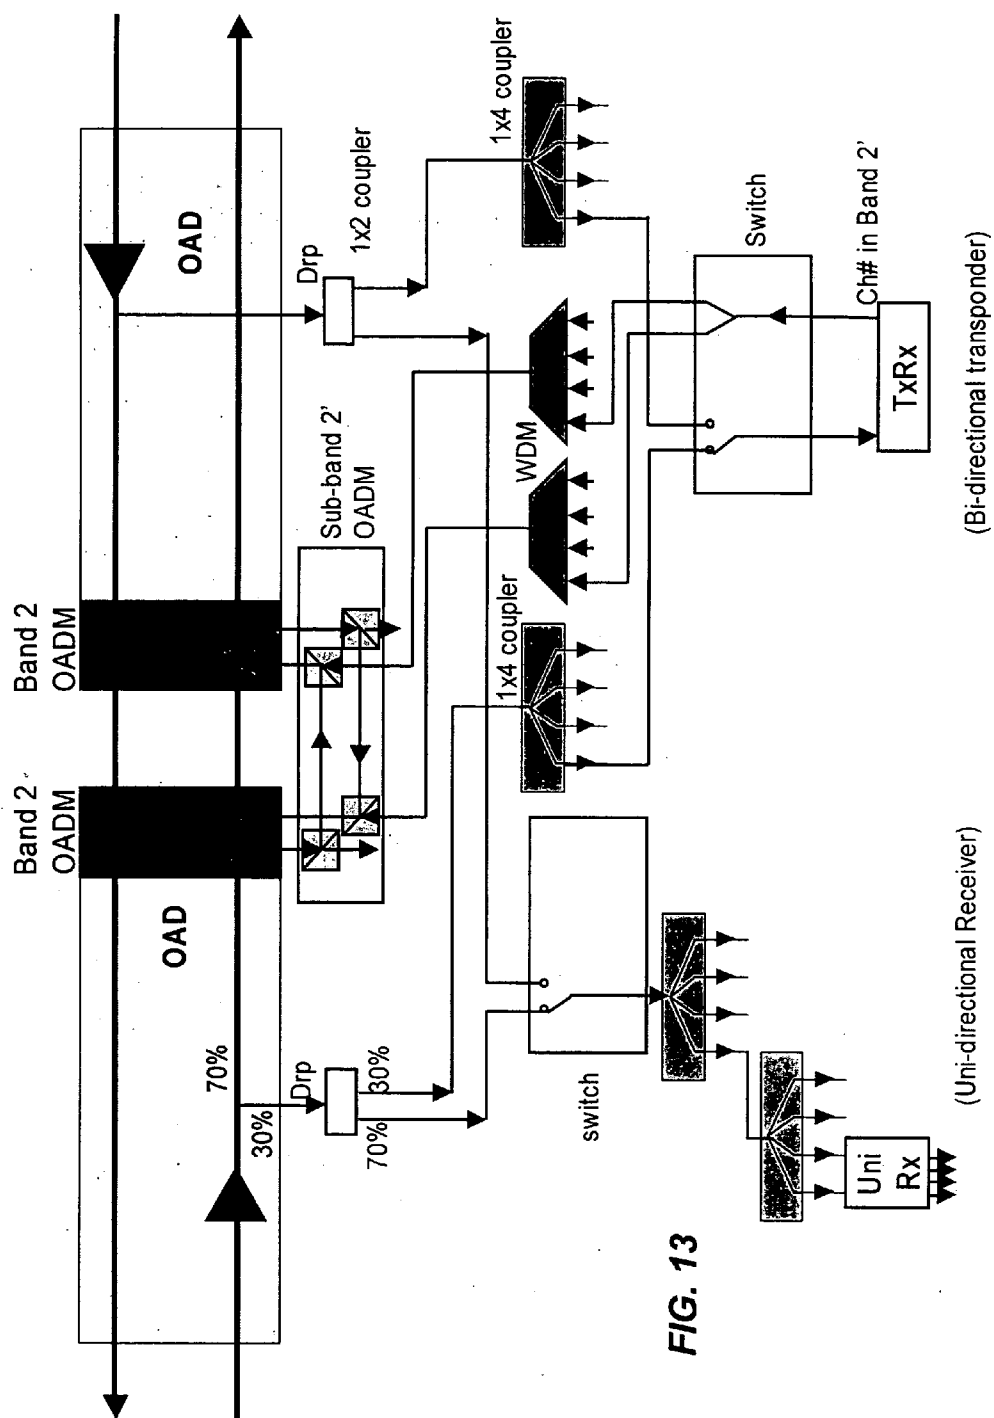 Band 2
OADM
Band 2
OADM
OAD
OAD
70%
30%
Drp
70%
30%
Sub-band 2'
OADM
Drp
1x2 coupler
1x4 coupler
WDM
1x4 coupler
switch
Switch
Ch# in Band 2'
TxRx
Uni
Rx
(Uni-directional Receiver)
(Bi-directional transponder)
FIG. 13